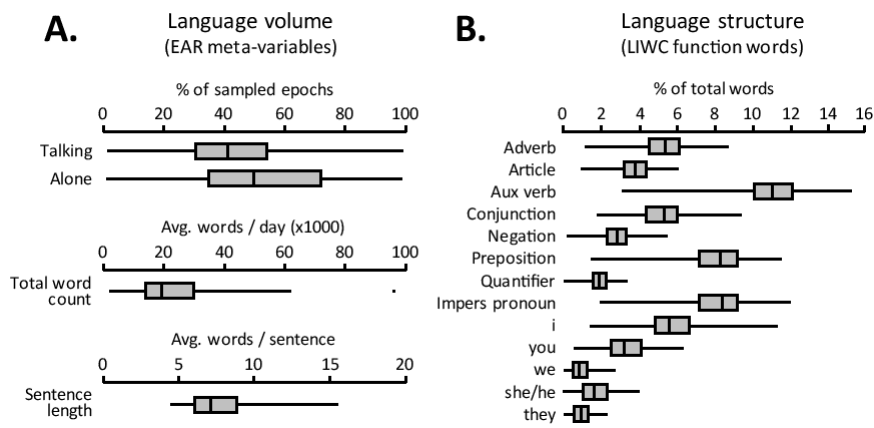 A.
Language volume
(EAR meta-variables)
% of sampled epochs
0 20 40 60 80 100
Talking
Alone
Avg. words / day (x1000)
0 20 40 60 80 100
Total word
count
Avg. words / sentence
0 5 10 15 20
Sentence
length
B.
Language structure
(LIWC function words)
% of total words
0 2 4 6 8 10 12 14 16
Adverb
Article
Aux verb
Conjunction
Negation
Preposition
Quantifier
Impers pronoun
i
you
we
she/he
they